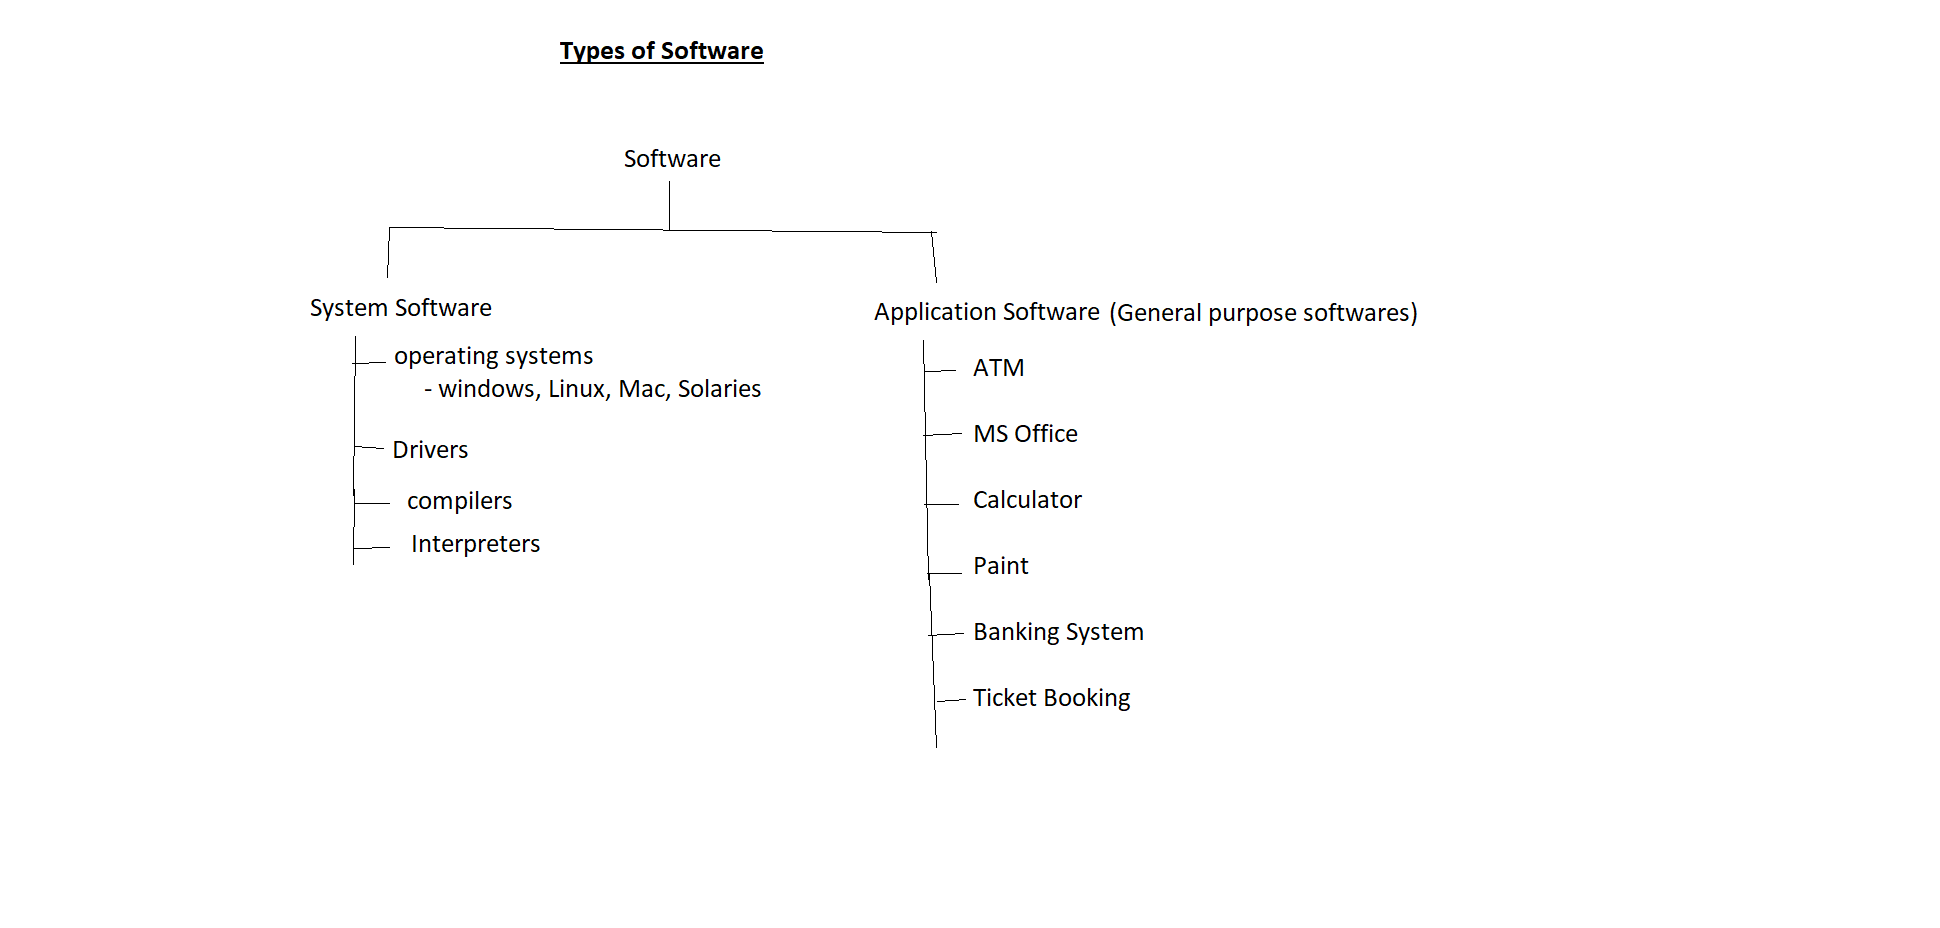 Types of Software
Software
System Software
operating systems
- windows, Linux, Mac, Solaries
Drivers
compilers
Interpreters
Application Software (General purpose softwares)
ATM
MS Office
Calculator
Paint
Banking System
Ticket Booking